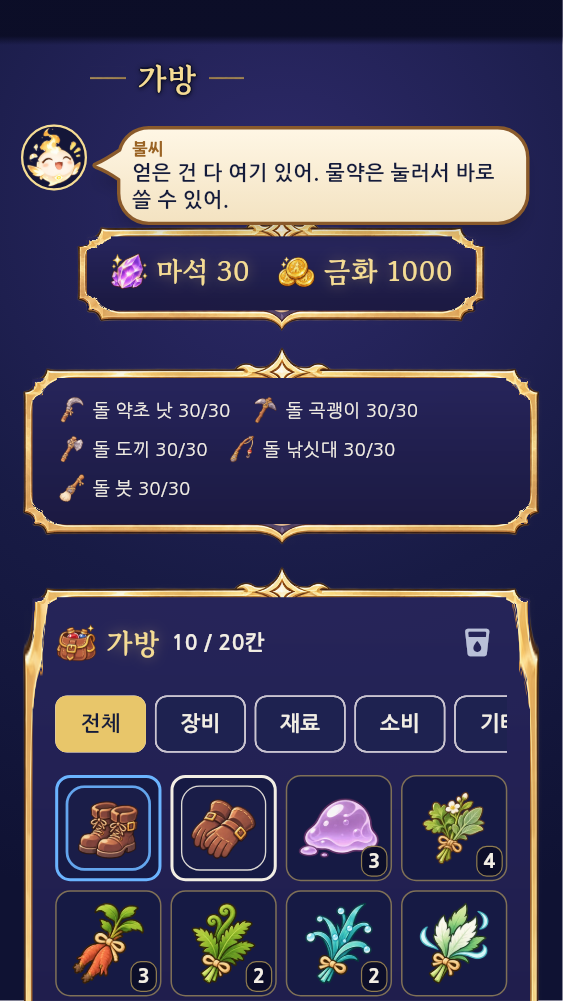 가방
불씨
얻은 건 다 여기 있어. 물약은 눌러서 바로
쓸 수 있어.
마석 30 금화 1000
돌 약초 낫 30/30 돌 곡괭이 30/30
돌 도끼 30/30 돌 낚싯대 30/30
돌 붓 30/30
가방 10 / 20칸
전체 장비 재료 소비
3 4
3 2 2